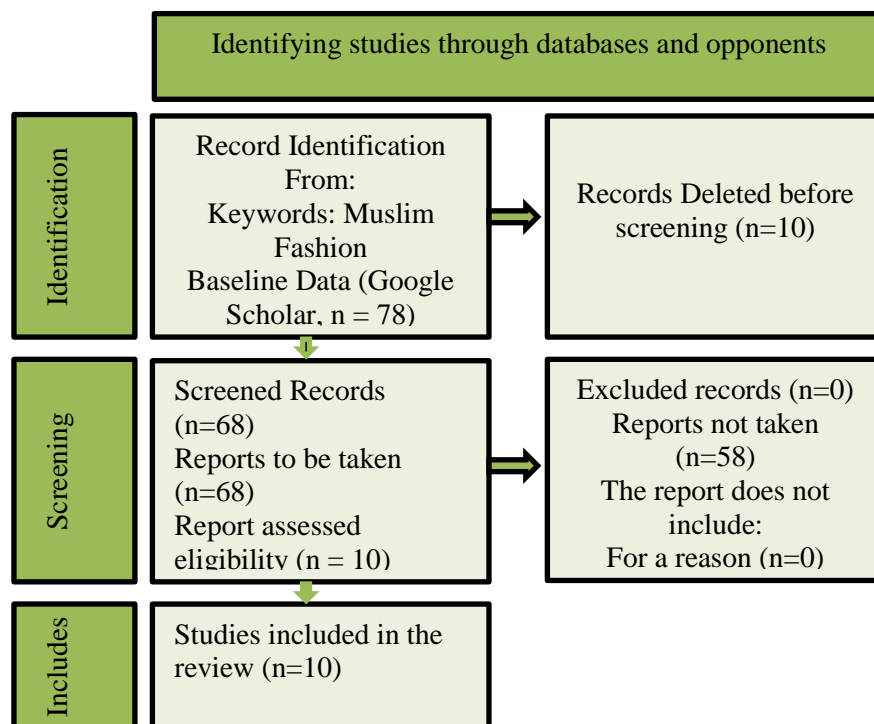 Identifying studies through databases and opponents
Identification
Record Identification
From:
Keywords: Muslim
Fashion
Baseline Data (Google
Scholar, n = 78)
Records Deleted before
screening (n=10)
Screening
Screened Records
(n=68)
Reports to be taken
(n=68)
Report assessed
eligibility (n = 10)
Excluded records (n=0)
Reports not taken
(n=58)
The report does not
include:
For a reason (n=0)
Includes
Studies included in the
review (n=10)